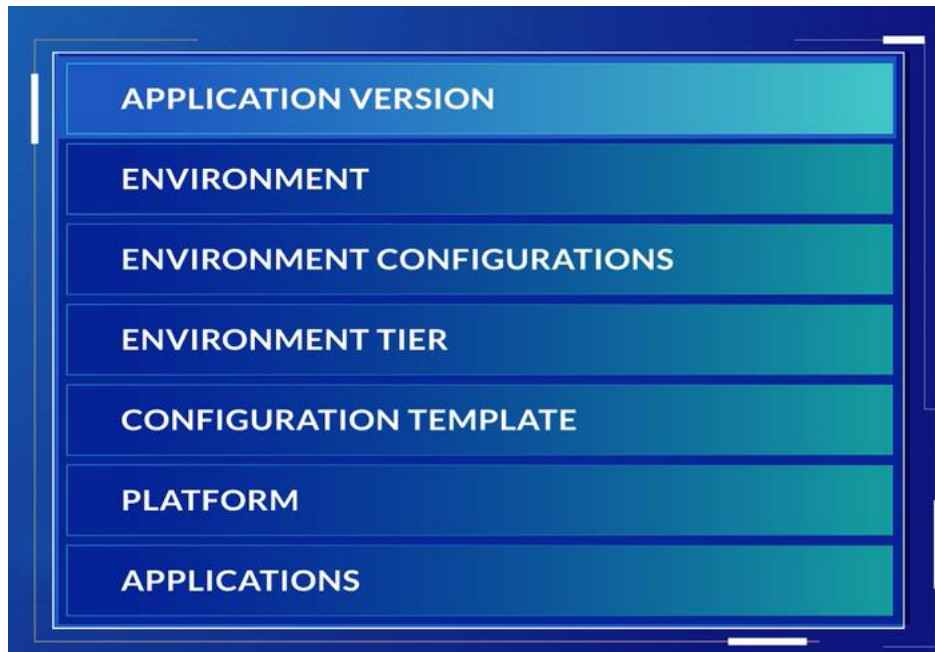 APPLICATION VERSION
ENVIRONMENT
ENVIRONMENT CONFIGURATIONS
ENVIRONMENT TIER
CONFIGURATION TEMPLATE
PLATFORM
APPLICATIONS